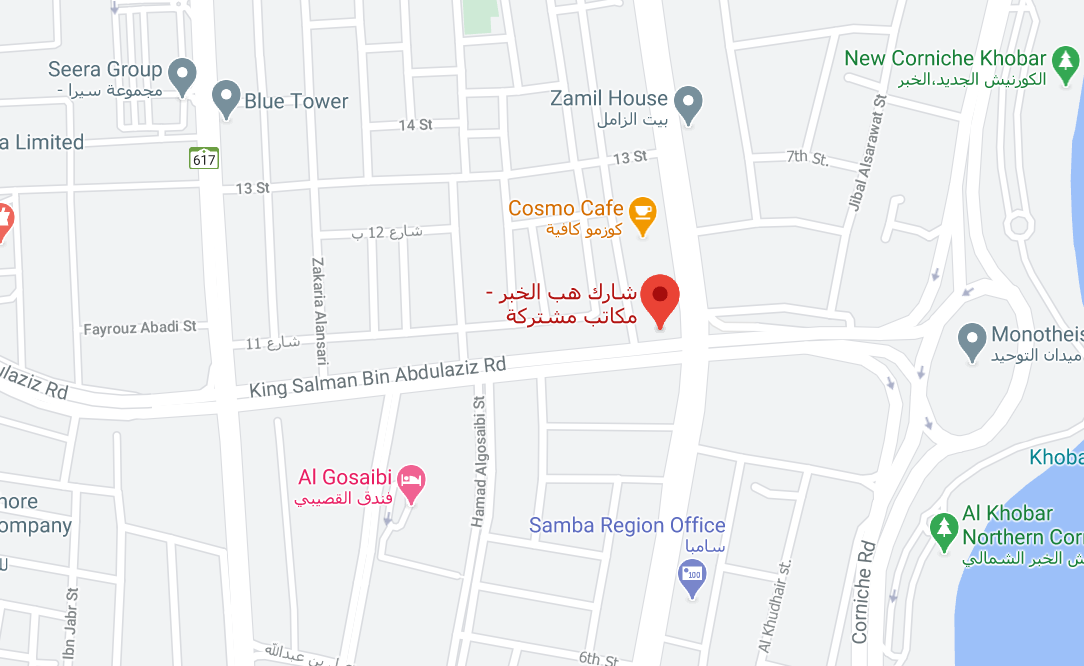 New Corniche Khobar
الكورنيش الجديد،الخبر
Seera Group
مجموعة سيرا -
Blue Tower
Zamil House
بيت الزامل
14 St
a Limited
617
13 St
7th St.
13 St
Jibal Alsarawat St
Cosmo Cafe
كوزمو كافية
شارع 12 ب
Zakaria Alansari
شارك هب الخبر -
مكاتب مشتركة
Fayrouz Abadi St
شارع 11
Monotheis
ميدان التوحيد
ulaziz Rd
King Salman Bin Abdulaziz Rd
Hamad Algosaibi St
Khoba
Al Gosaibi
فندق القصيبي
nore
ompany
Samba Region Office
سامبا
100
Al Khobar
Northern Corn
ش الخبر الشمالي
Corniche Rd
Al Khudhair st.
Ibn Jabr St
بن عبدالله
6th St